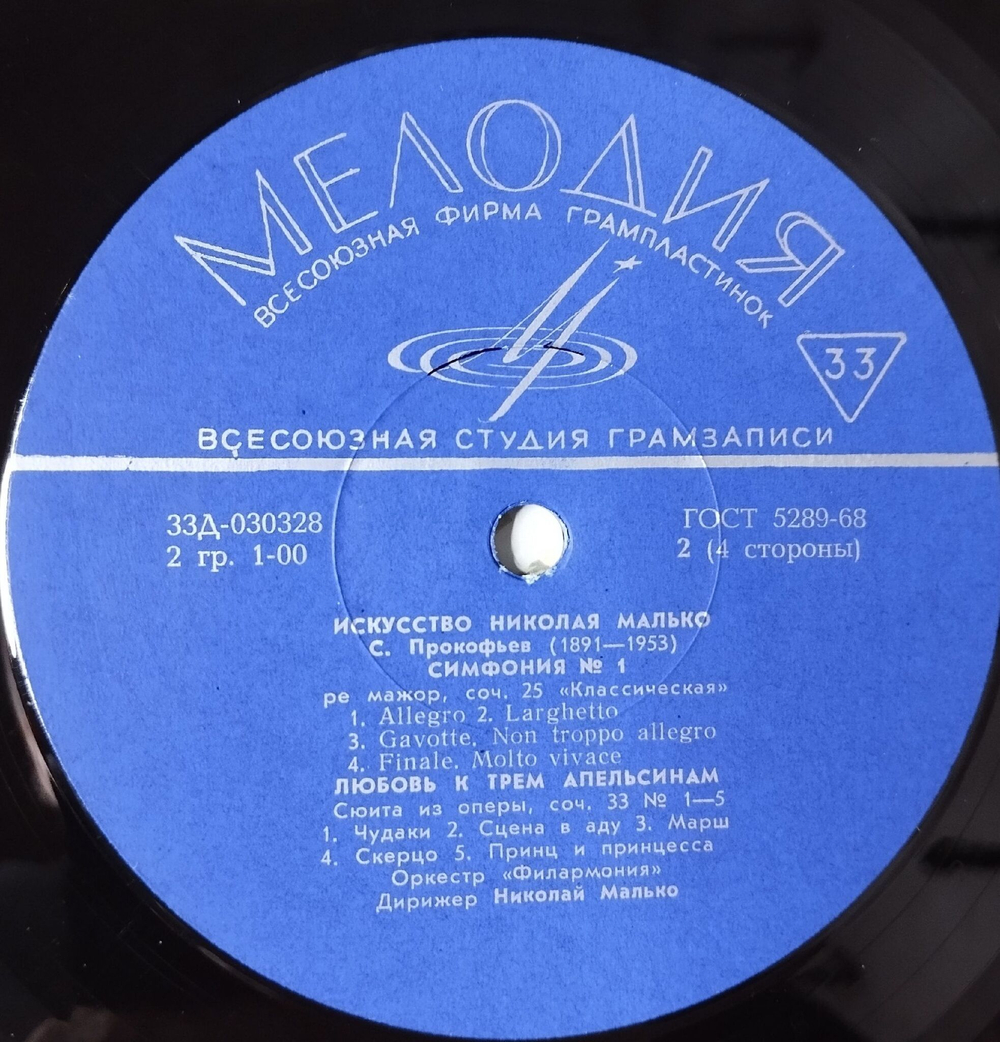 МЕЛОДИЯ
ВСЕСОЮЗНАЯ ФИРМА ГРАМПЛАСТИНОК
33
ВСЕСОЮЗНАЯ СТУДИЯ ГРАМЗАПИСИ
33Д-030328
ГОСТ 5289-68
2 гр. 1-00
2 (4 стороны)
ИСКУССТВО НИКОЛАЯ МАЛЬКО
С. Прокофьев (1891—1953)
СИМФОНИЯ № 1
ре мажор, соч. 25 «Классическая»
1. Allegro 2. Larghetto
3. Gavotte. Non troppo allegro
4. Finale. Molto vivace
ЛЮБОВЬ К ТРЕМ АПЕЛЬСИНАМ
Сюита из оперы, соч. 33 № 1—5
1. Чудаки 2. Сцена в аду 3. Марш
4. Скерцо 5. Принц и принцесса
Оркестр «Филармония»
Дирижер Николай Малько